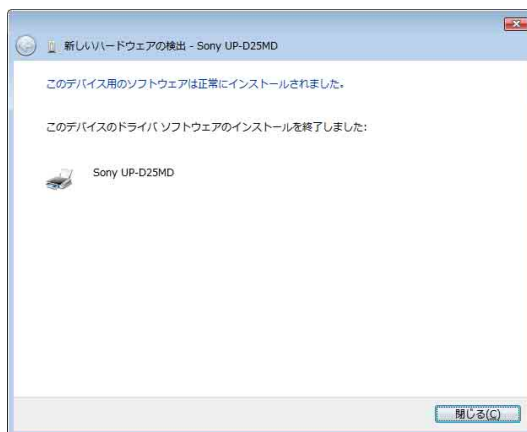 新しいハードウェアの検出 - Sony UP-D25MD
このデバイス用のソフトウェアは正常にインストールされました。
このデバイスのドライバ ソフトウェアのインストールを終了しました:
Sony UP-D25MD
閉じる(C)